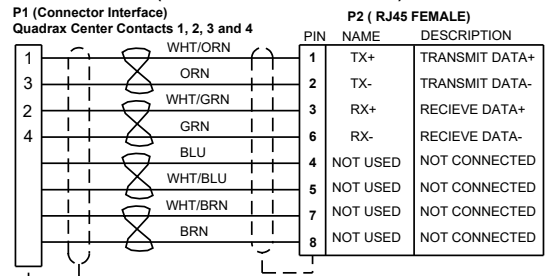 P1 (Connector Interface)
Quadrax Center Contacts 1, 2, 3 and 4
P2 ( RJ45 FEMALE)
PIN NAME DESCRIPTION
1 WHT/ORN 1 TX+ TRANSMIT DATA+
3 ORN 2 TX- TRANSMIT DATA-
2 WHT/GRN 3 RX+ RECIEVE DATA+
4 GRN 6 RX- RECIEVE DATA-
BLU 4 NOT USED NOT CONNECTED
WHT/BLU 5 NOT USED NOT CONNECTED
WHT/BRN 7 NOT USED NOT CONNECTED
BRN 8 NOT USED NOT CONNECTED